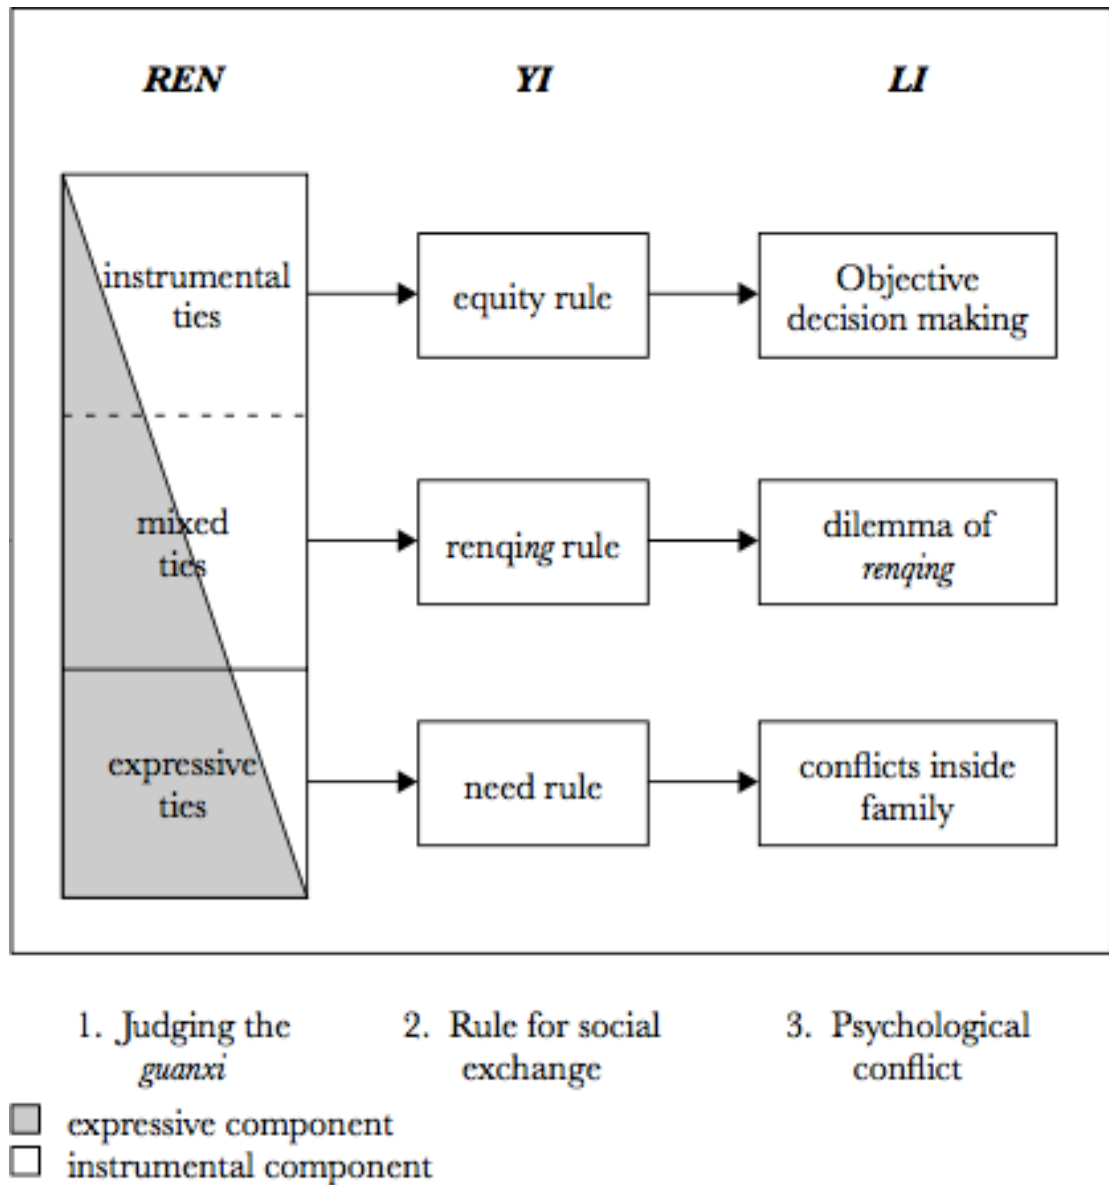 REN YI LI
instrumental
ties
equity rule
Objective
decision making
mixed
ties
renqing rule
dilemma of
renqing
expressive
ties
need rule
conflicts inside
family
1. Judging the
guanxi
2. Rule for social
exchange
3. Psychological
conflict
expressive component
instrumental component